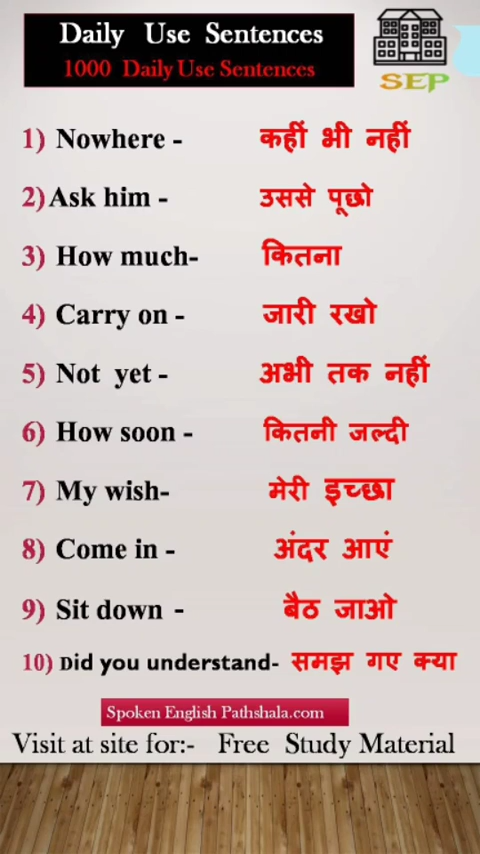 Daily Use Sentences
1000 Daily Use Sentences
SEP
1) Nowhere - कहीं भी नहीं
2) Ask him - उससे पूछो
3) How much- कितना
4) Carry on - जारी रखो
5) Not yet - अभी तक नहीं
6) How soon - कितनी जल्दी
7) My wish- मेरी इच्छा
8) Come in - अंदर आएं
9) Sit down - बैठ जाओ
10) Did you understand- समझ गए क्या
Spoken English Pathshala.com
Visit at site for:- Free Study Material